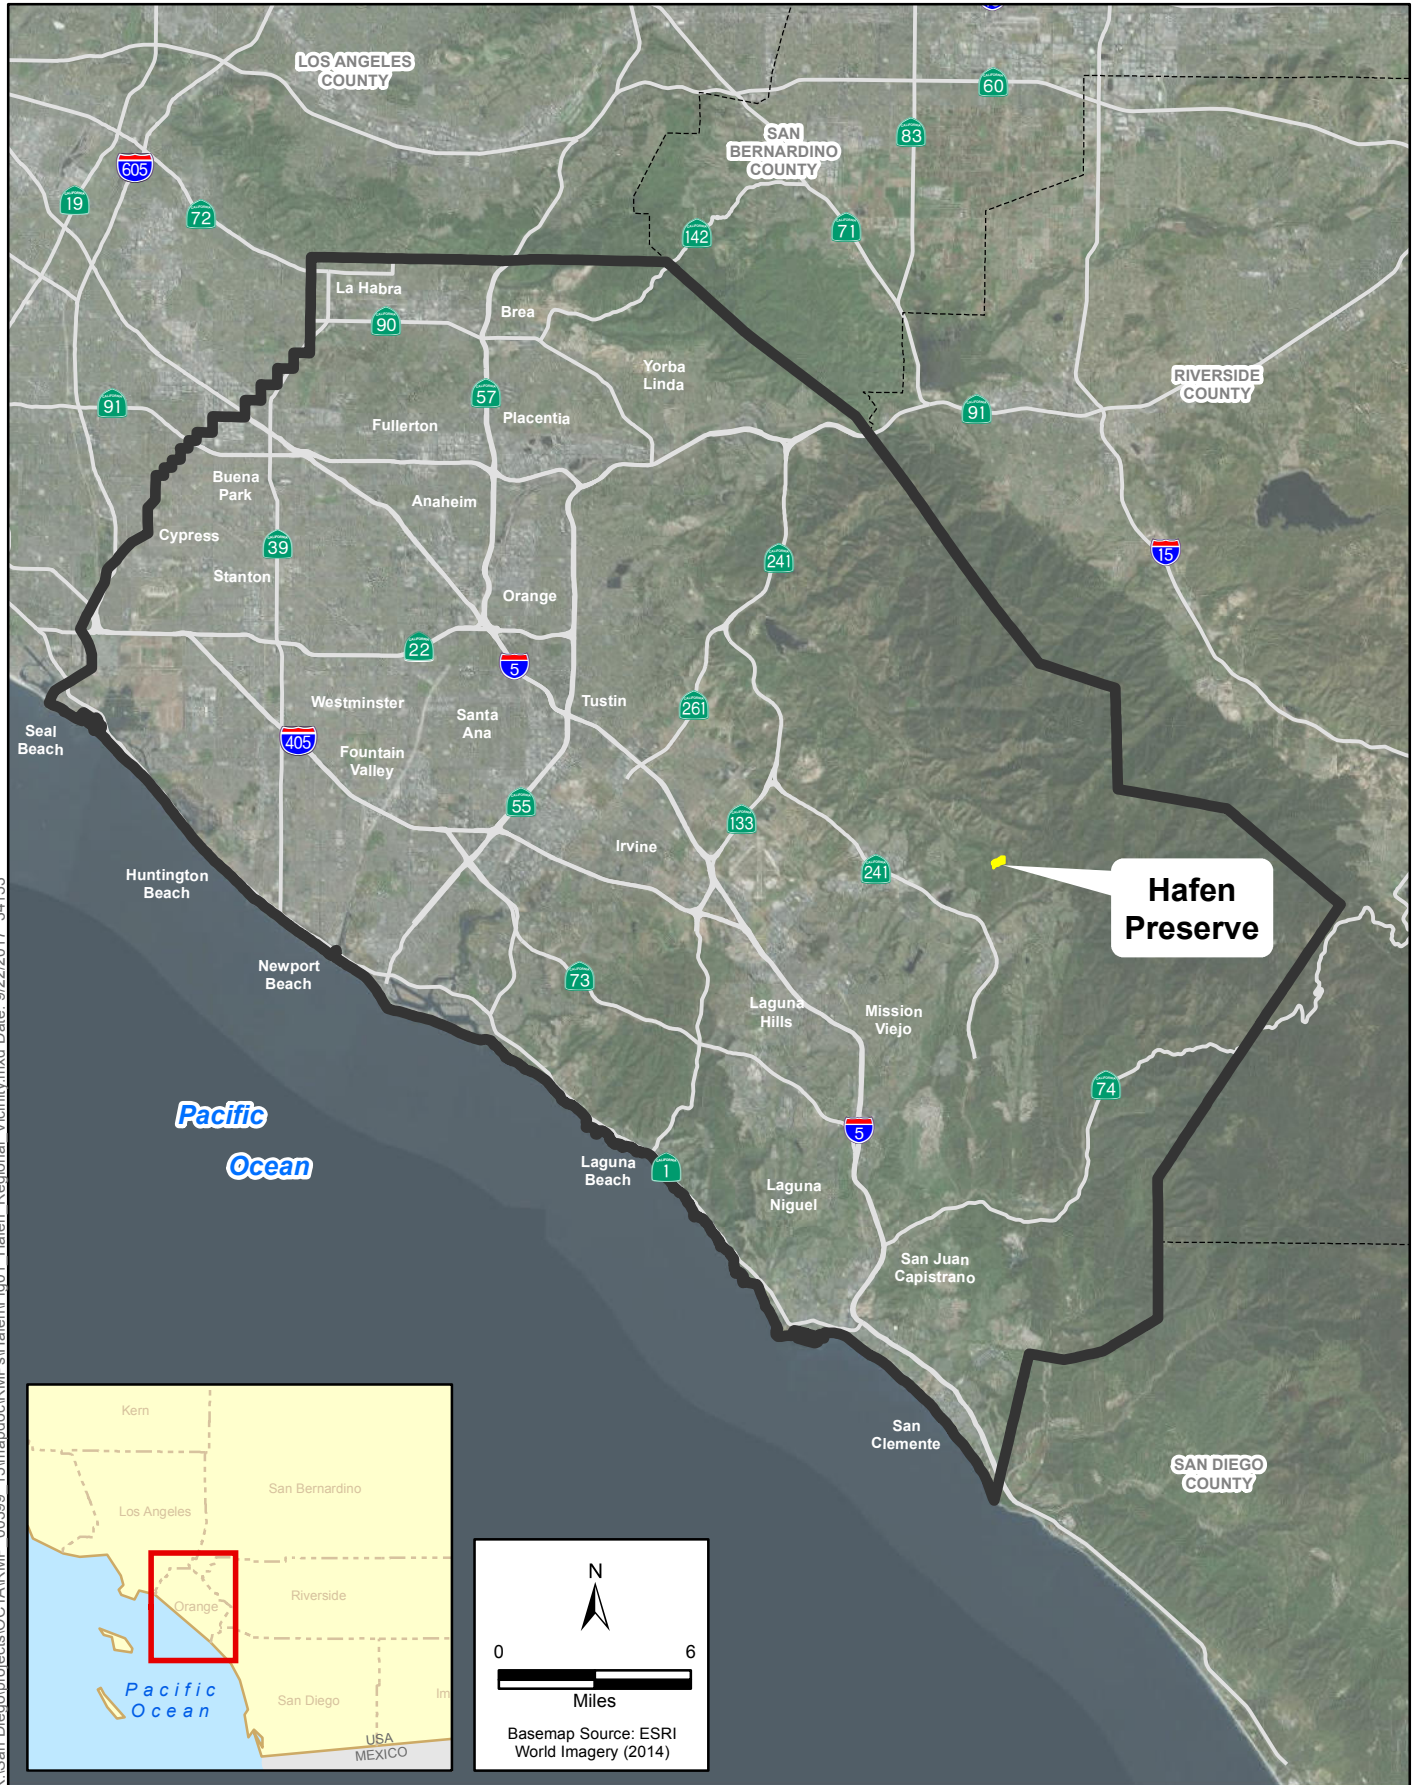 LOS ANGELES
COUNTY
60
83
SAN
BERNARDINO
COUNTY
605
19
72
142
71
La Habra
90
Brea
Yorba
Linda
RIVERSIDE
COUNTY
91
57
Placentia
91
Fullerton
Buena
Park
Anaheim
Cypress
39
Stanton
241
15
Orange
22
5
Westminster
Santa
Ana
Tustin
261
Seal
Beach
405
Fountain
Valley
55
133
Irvine
241
Huntington
Beach
Hafen
Preserve
Newport
Beach
73
Laguna
Hills
Mission
Viejo
74
Pacific
Ocean
5
Laguna
Beach
1
Laguna
Niguel
San Juan
Capistrano
San
Clemente
SAN DIEGO
COUNTY
Kern
San Bernardino
Los Angeles
Riverside
Orange
Pacific
Ocean
San Diego
Im
USA
MEXICO
N
0 6
Miles
Basemap Source: ESRI
World Imagery (2014)